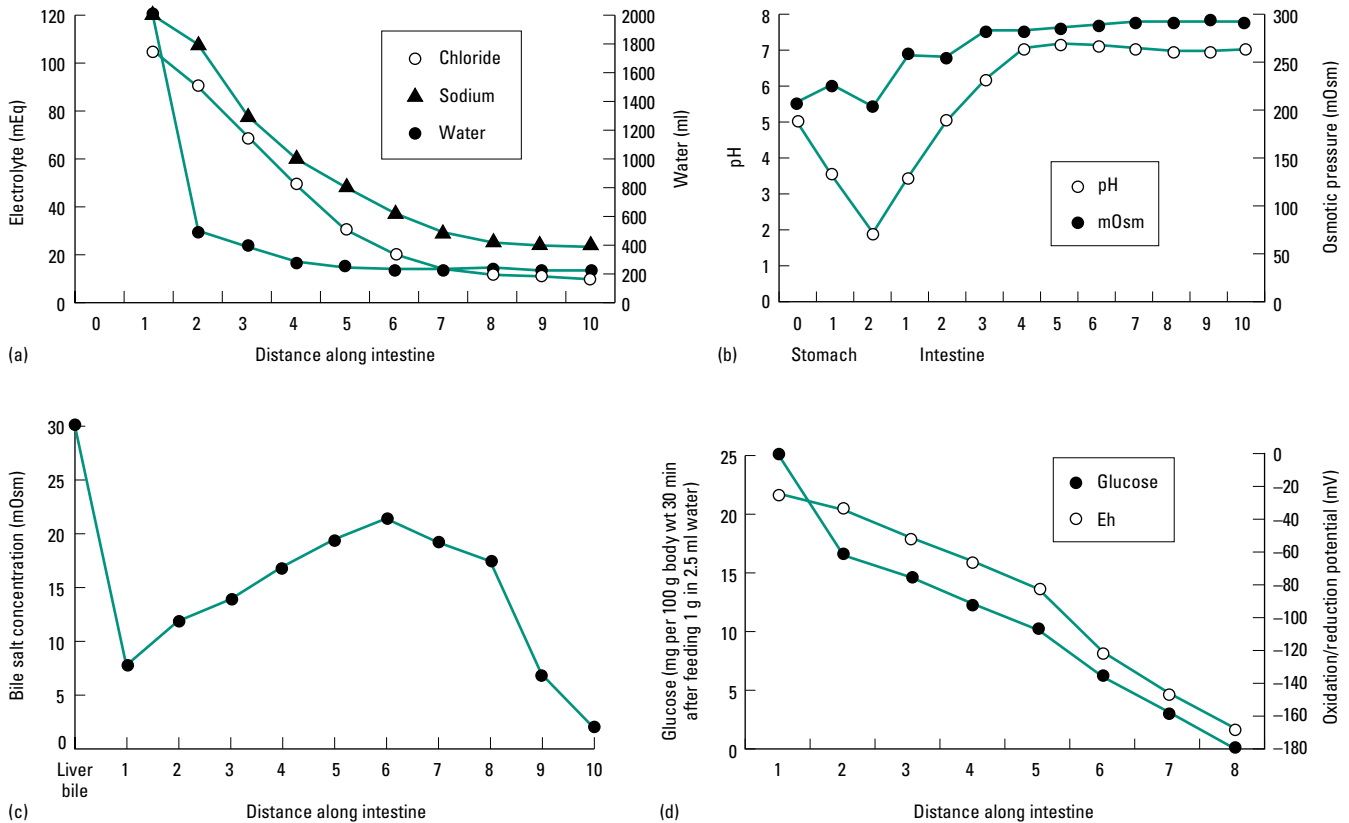 120
100
80
60
40
20
0
Electrolyte (mEq)
Chloride
Sodium
Water
2000
1800
1600
1400
1200
1000
800
600
400
200
0
Water (ml)
0 1 2 3 4 5 6 7 8 9 10
(a) Distance along intestine
8
7
6
5
4
3
2
1
0
pH
pH
mOsm
300
250
200
150
100
50
0
Osmotic pressure (mOsm)
0 1 2 1 2 3 4 5 6 7 8 9 10
(b) Stomach Intestine
30
25
20
15
10
5
0
Bile salt concentration (mOsm)
Liver
bile
1 2 3 4 5 6 7 8 9 10
(c) Distance along intestine
25
20
15
10
5
0
Glucose (mg per 100 g body wt 30 min
after feeding 1 g in 2.5 ml water)
Glucose
Eh
0
–20
–40
–60
–80
–100
–120
–140
–160
–180
Oxidation/reduction potential (mV)
1 2 3 4 5 6 7 8
(d) Distance along intestine